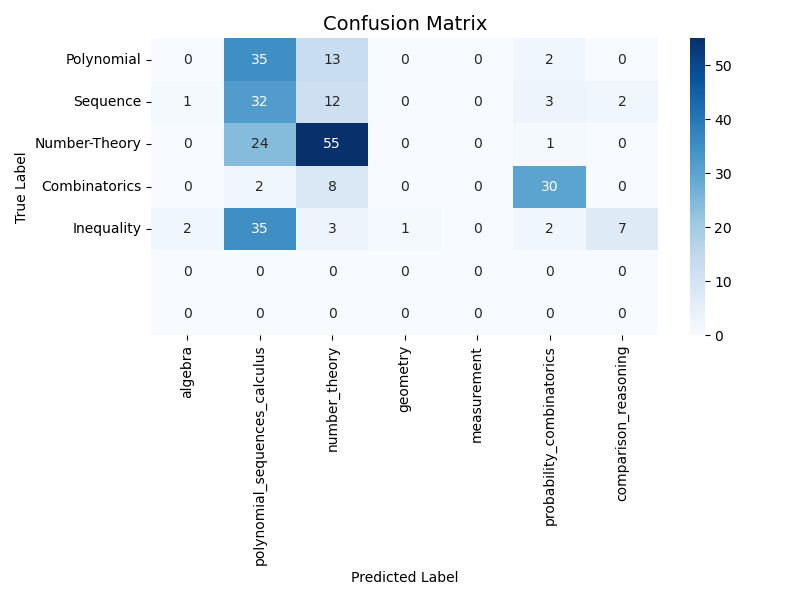 Confusion Matrix
True Label
Polynomial 0 35 13 0 0 2 0
Sequence 1 32 12 0 0 3 2
Number-Theory 0 24 55 0 0 1 0
Combinatorics 0 2 8 0 0 30 0
Inequality 2 35 3 1 0 2 7
0 0 0 0 0 0 0
0 0 0 0 0 0 0
algebra
polynomial_sequences_calculus
number_theory
geometry
measurement
probability_combinatorics
comparison_reasoning
Predicted Label
50
40
30
20
10
0